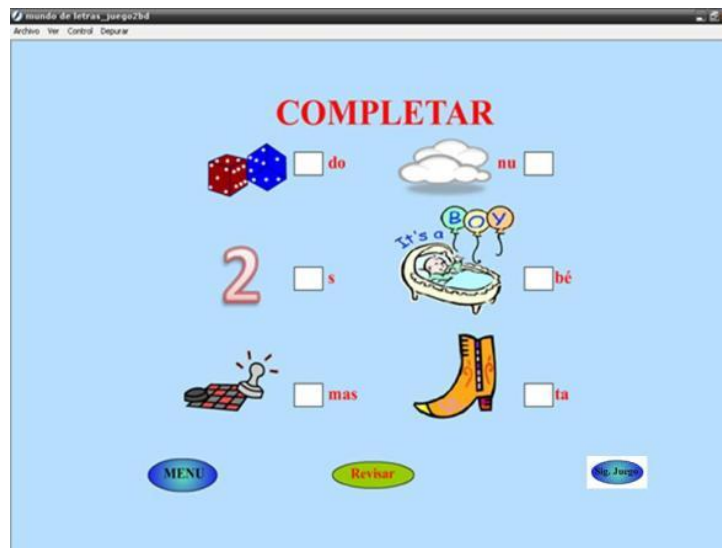 mundo de letras_juego2bd
Archivo Ver Control Depurar
COMPLETAR
do
nu
BOY
It's a
2
s
bé
mas
ta
MENU
Revisar
Sig. Juego